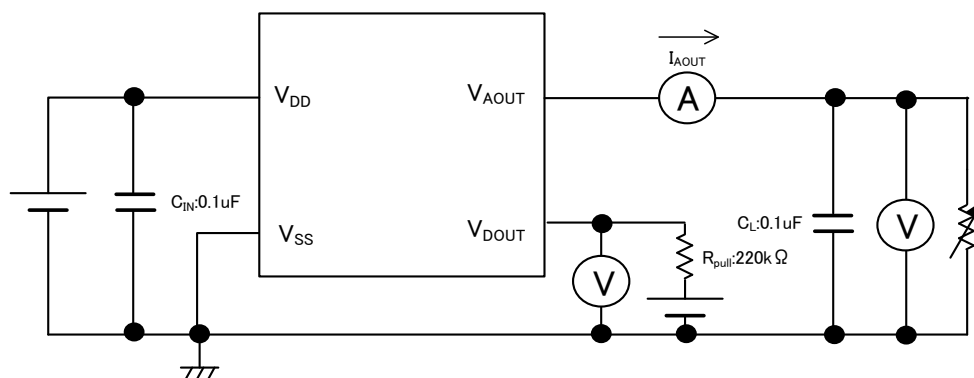 I_AOUT
V_DD
V_AOUT
A
C_IN:0.1uF
V_SS
V_DOUT
C_L:0.1uF
V
R_pull:220kΩ
V